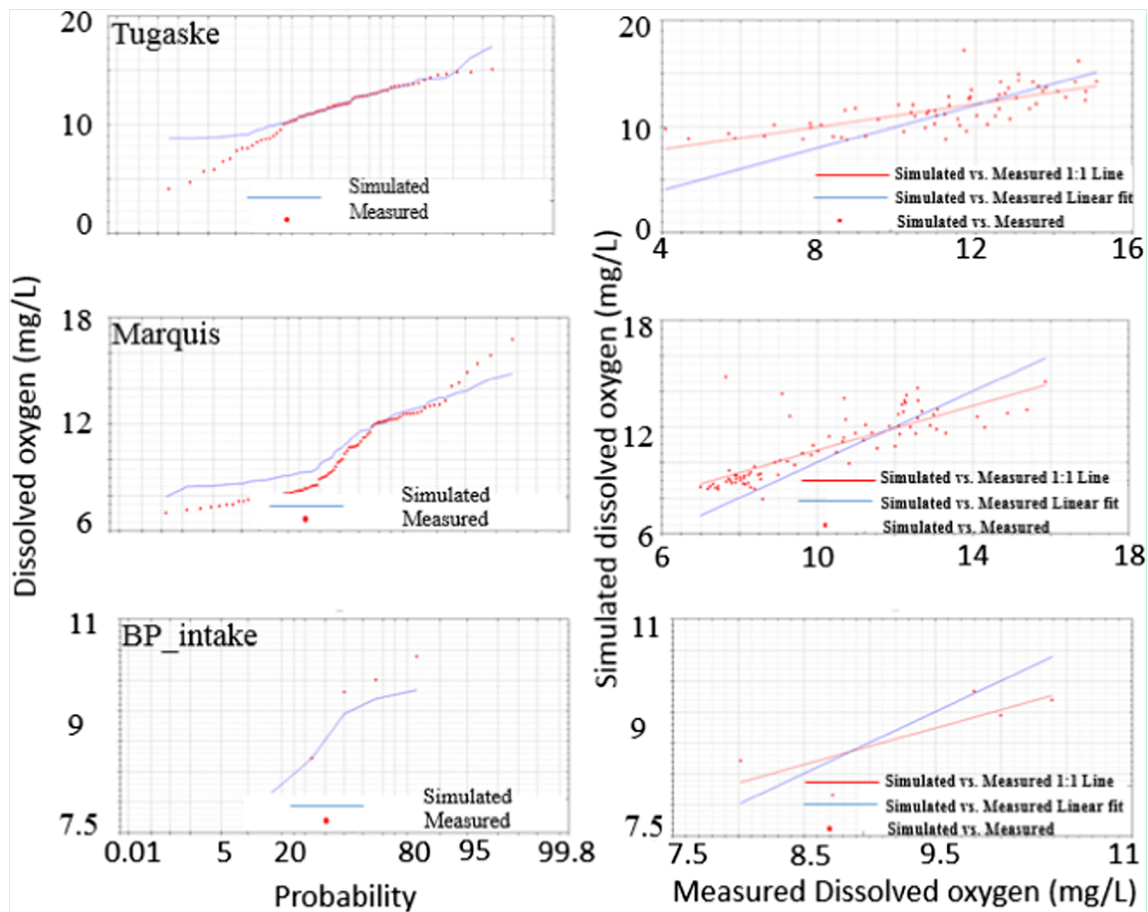 Tugaske
20
10
0
Simulated
Measured
20
10
0
4
8
12
16
Simulated vs. Measured 1:1 Line
Simulated vs. Measured Linear fit
Simulated vs. Measured
Marquis
18
12
6
Simulated
Measured
18
12
6
6
10
14
18
Simulated vs. Measured 1:1 Line
Simulated vs. Measured Linear fit
Simulated vs. Measured
BP_intake
11
9
7.5
0.01
5
20
80
95
99.8
Simulated
Measured
11
9
7.5
7.5
8.5
9.5
11
Simulated vs. Measured 1:1 Line
Simulated vs. Measured Linear fit
Simulated vs. Measured
Dissolved oxygen (mg/L)
Simulated dissolved oxygen (mg/L)
Probability
Measured Dissolved oxygen (mg/L)